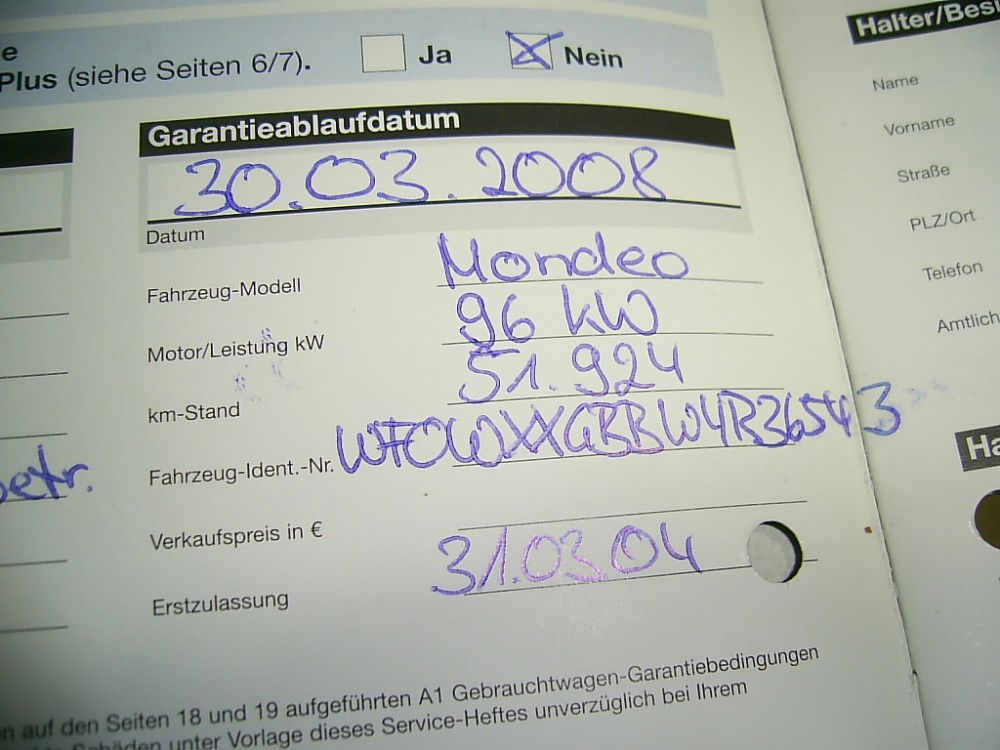 e
Plus (siehe Seiten 6/7). Ja Nein
Garantieablaufdatum
30.03.2008
Datum
Fahrzeug-Modell Mondeo
Motor/Leistung kW 96 kW
km-Stand 51.924
Fahrzeug-Ident.-Nr. WF0WXXGBBW4R36543
Verkaufspreis in €
Erstzulassung 31.03.04
n auf den Seiten 18 und 19 aufgeführten A1 Gebrauchtwagen-Garantiebedingungen
Schäden unter Vorlage dieses Service-Heftes unverzüglich bei Ihrem
betr.
Halter/Besi
Name
Vorname
Straße
PLZ/Ort
Telefon
Amtlich
Ha